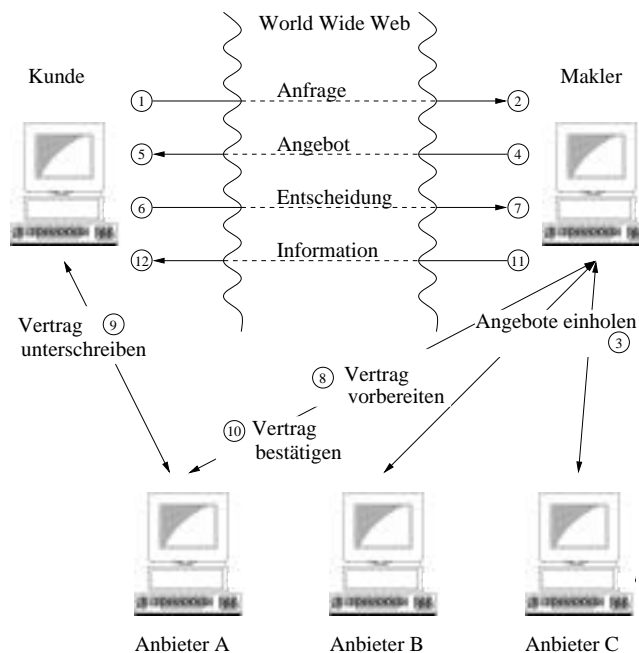 World Wide Web
Kunde
Makler
1 Anfrage 2
5 Angebot 4
6 Entscheidung 7
12 Information 11
Vertrag 9
unterschreiben
Angebote einholen
3
8 Vertrag
vorbereiten
10 Vertrag
bestätigen
Anbieter A
Anbieter B
Anbieter C